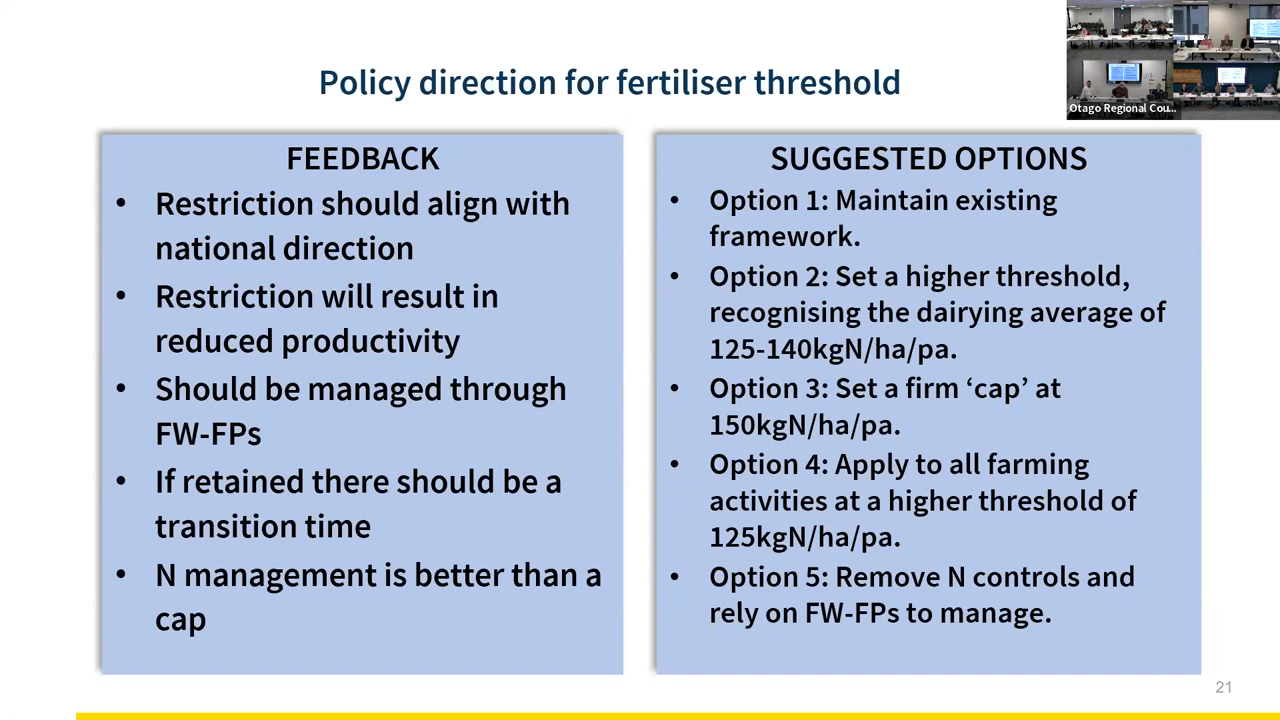 Policy direction for fertiliser threshold
Otago Regional Cou...
FEEDBACK
• Restriction should align with
national direction
• Restriction will result in
reduced productivity
• Should be managed through
FW-FPs
• If retained there should be a
transition time
• N management is better than a
cap
SUGGESTED OPTIONS
• Option 1: Maintain existing
framework.
• Option 2: Set a higher threshold,
recognising the dairying average of
125-140kgN/ha/pa.
• Option 3: Set a firm ‘cap’ at
150kgN/ha/pa.
• Option 4: Apply to all farming
activities at a higher threshold of
125kgN/ha/pa.
• Option 5: Remove N controls and
rely on FW-FPs to manage.
21